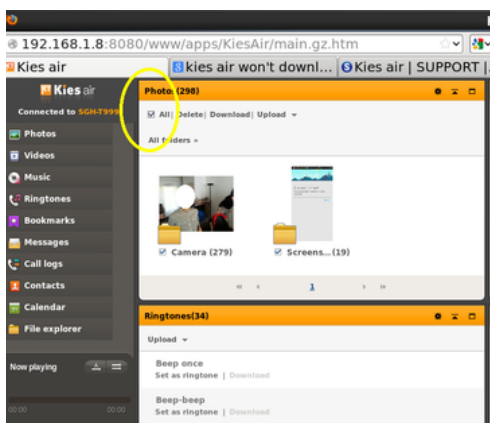 192.168.1.8:8080/www/apps/KiesAir/main.gz.htm
Kies air
kies air won't downl...
Kies air | SUPPORT |
Kies air
Connected to SGH-T999
Photos
Videos
Music
Ringtones
Bookmarks
Messages
Call logs
Contacts
Calendar
File explorer
Now playing
00:00 00:00
Photos(298)
All| Delete| Download| Upload
All folders »
Camera (279)
Screens...(19)
« ‹ 1 › »
Ringtones(34)
Upload
Beep once
Set as ringtone | Download
Beep-beep
Set as ringtone | Download